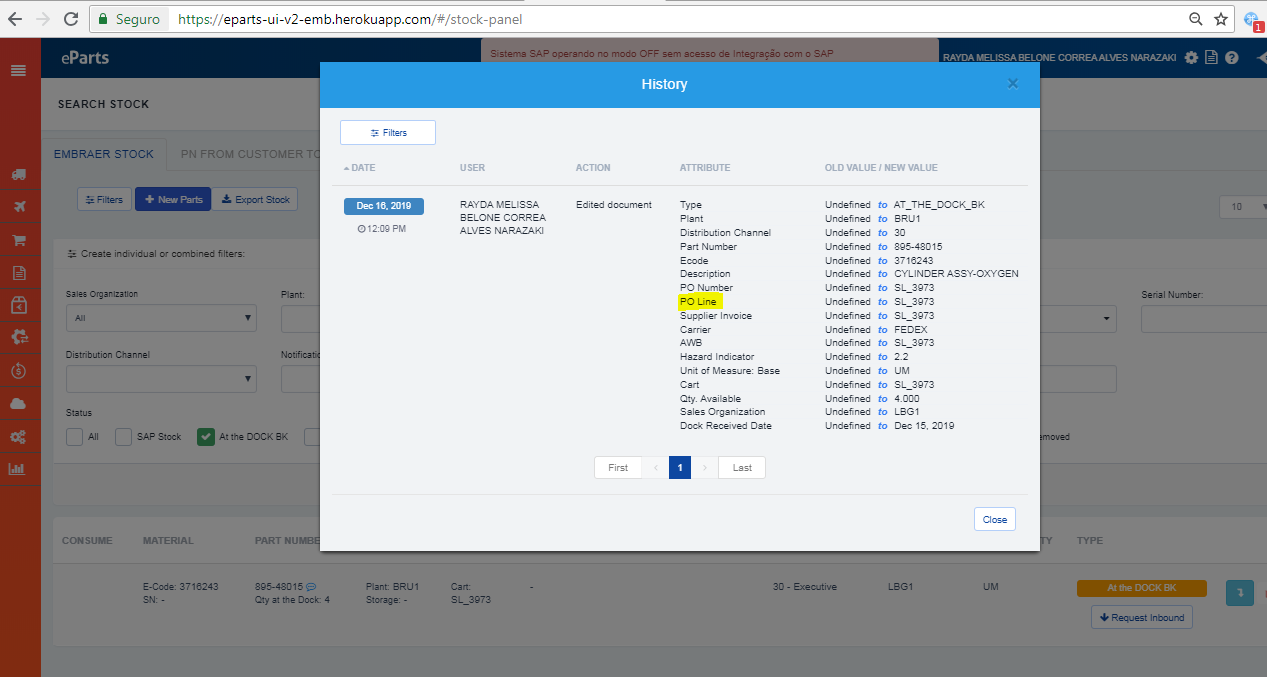 Seguro
https://eparts-ui-v2-emb.herokuapp.com/#/stock-panel
1
eParts
Sistema SAP operando no modo OFF sem acesso de Integração com o SAP
RAYDA MELISSA BELONE CORREA ALVES NARAZAKI
SEARCH STOCK
History
×
EMBRAER STOCK
PN FROM CUSTOMER TO
Filters
New Parts
Export Stock
10
Create individual or combined filters:
Sales Organization
Plant:
Serial Number:
All
Distribution Channel
Status
All
SAP Stock
At the DOCK BK
Filters
DATE USER ACTION ATTRIBUTE OLD VALUE / NEW VALUE
Dec 16, 2019
12:09 PM
RAYDA MELISSA
BELONE CORREA
ALVES NARAZAKI
Edited document
Type Undefined to AT_THE_DOCK_BK
Plant Undefined to BRU1
Distribution Channel Undefined to 30
Part Number Undefined to 895-48015
Ecode Undefined to 3716243
Description Undefined to CYLINDER ASSY-OXYGEN
PO Number Undefined to SL_3973
PO Line Undefined to SL_3973
Supplier Invoice Undefined to SL_3973
Carrier Undefined to FEDEX
AWB Undefined to SL_3973
Hazard Indicator Undefined to 2.2
Unit of Measure: Base Undefined to UM
Cart Undefined to SL_3973
Qty. Available Undefined to 4.000
Sales Organization Undefined to LBG1
Dock Received Date Undefined to Dec 15, 2019
First ‹ 1 › Last
Close
CONSUME MATERIAL PART NUMBE TY TYPE
E-Code: 3716243
SN: -
895-48015
Qty at the Dock: 4
Plant: BRU1
Storage: -
Cart:
SL_3973
-
30 - Executive
LBG1
UM
At the DOCK BK
Request Inbound